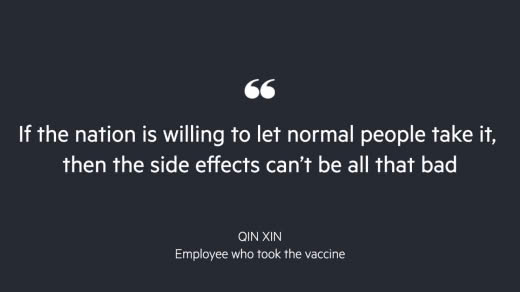 “
If the nation is willing to let normal people take it,
then the side effects can’t be all that bad
QIN XIN
Employee who took the vaccine